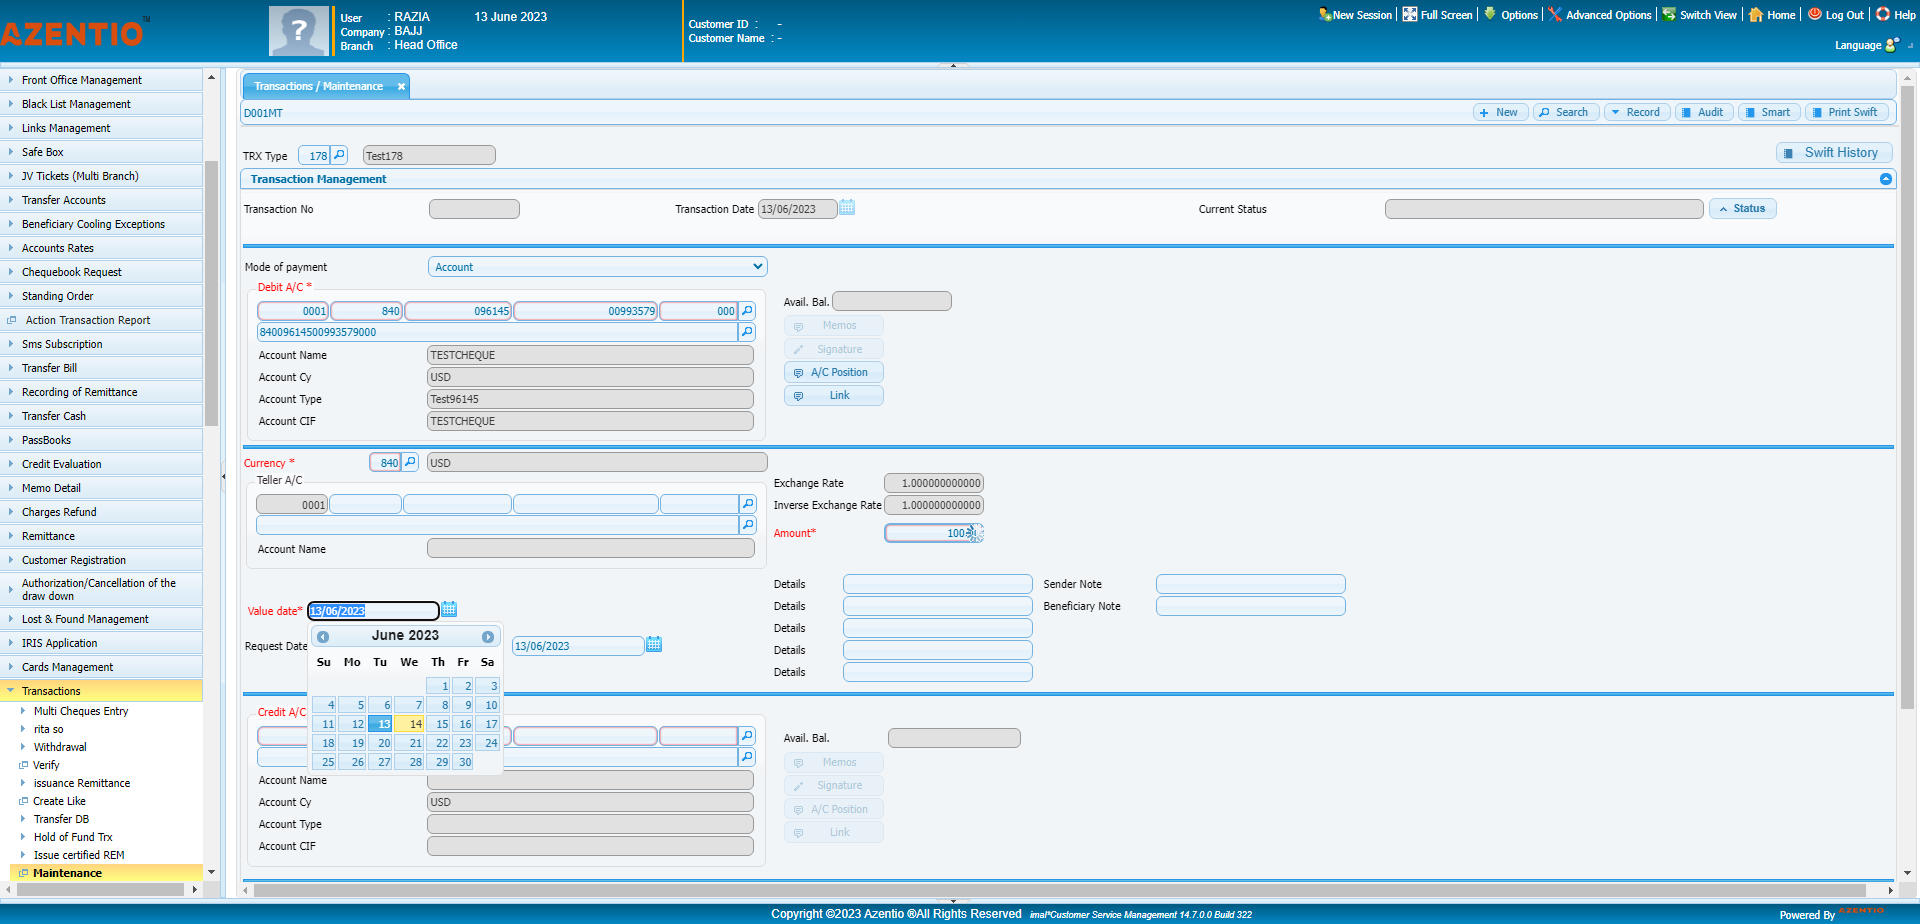 AZENTIO™
User : RAZIA 13 June 2023
Company : BAJJ
Branch : Head Office
Customer ID : -
Customer Name : -
New Session Full Screen Options Advanced Options Switch View Home Log Out Help
Language
Front Office Management
Black List Management
Links Management
Safe Box
JV Tickets (Multi Branch)
Transfer Accounts
Beneficiary Cooling Exceptions
Accounts Rates
Chequebook Request
Standing Order
Action Transaction Report
Sms Subscription
Transfer Bill
Recording of Remittance
Transfer Cash
PassBooks
Credit Evaluation
Memo Detail
Charges Refund
Remittance
Customer Registration
Authorization/Cancellation of the
draw down
Lost & Found Management
IRIS Application
Cards Management
Transactions
Multi Cheques Entry
rita so
Withdrawal
Verify
issuance Remittance
Create Like
Transfer DB
Hold of Fund Trx
Issue certified REM
Maintenance
Transactions / Maintenance
D001MT
New Search Record Audit Smart Print Swift
TRX Type 178 Test178
Swift History
Transaction Management
Transaction No Transaction Date 13/06/2023 Current Status Status
Mode of payment Account
Debit A/C *
0001 840 096145 00993579 000
84009614500993579000
Account Name TESTCHEQUE
Account Cy USD
Account Type Test96145
Account CIF TESTCHEQUE
Avail. Bal.
Memos
Signature
A/C Position
Link
Currency * 840 USD
Teller A/C
0001
Account Name
Exchange Rate 1.000000000000
Inverse Exchange Rate 1.000000000000
Amount*
Value date* 13/06/2023
Request Date 13/06/2023
June 2023
Su Mo Tu We Th Fr Sa
1 2 3
4 5 6 7 8 9 10
11 12 13 14 15 16 17
18 19 20 21 22 23 24
25 26 27 28 29 30
Details Sender Note
Details Beneficiary Note
Details
Details
Details
Credit A/C
Account Name
Account Cy USD
Account Type
Account CIF
Avail. Bal.
Memos
Signature
A/C Position
Link
Copyright ©2023 Azentio ®All Rights Reserved imal*Customer Service Management 14.7.0.0 Build 322
Powered By AZENTIO